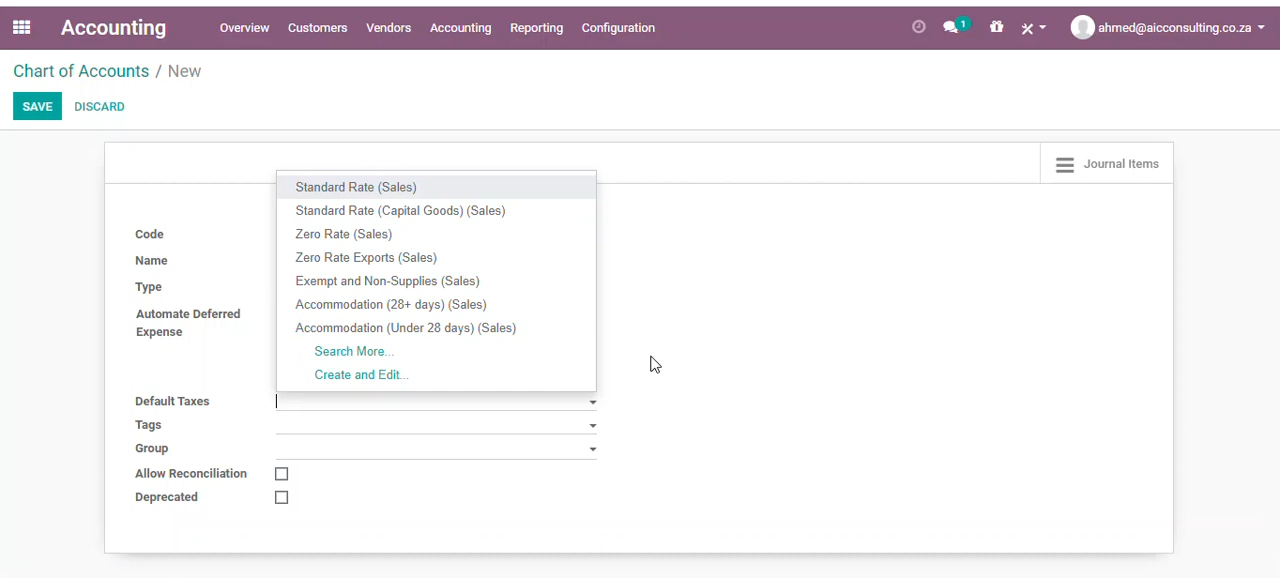 Accounting
Overview Customers Vendors Accounting Reporting Configuration
1
ahmed@aicconsulting.co.za
Chart of Accounts / New
SAVE DISCARD
Journal Items
Standard Rate (Sales)
Standard Rate (Capital Goods) (Sales)
Zero Rate (Sales)
Zero Rate Exports (Sales)
Exempt and Non-Supplies (Sales)
Accommodation (28+ days) (Sales)
Accommodation (Under 28 days) (Sales)
Search More...
Create and Edit...
Code
Name
Type
Automate Deferred
Expense
Default Taxes
Tags
Group
Allow Reconciliation
Deprecated